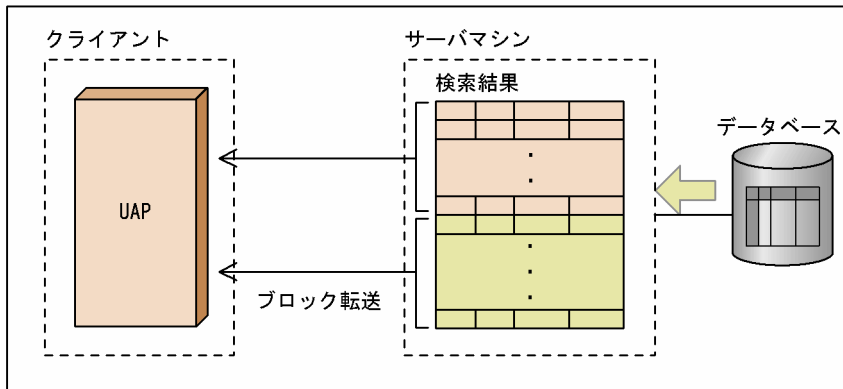 クライアント
サーバマシン
検索結果
データベース
UAP
ブロック転送